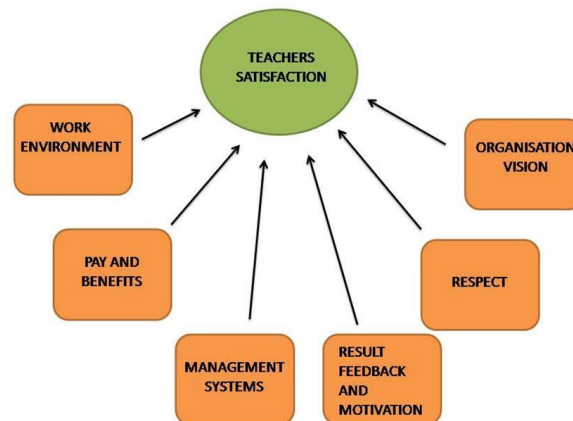 TEACHERS
SATISFACTION
WORK
ENVIRONMENT
ORGANISATION
VISION
PAY AND
BENEFITS
RESPECT
MANAGEMENT
SYSTEMS
RESULT
FEEDBACK
AND
MOTIVATION